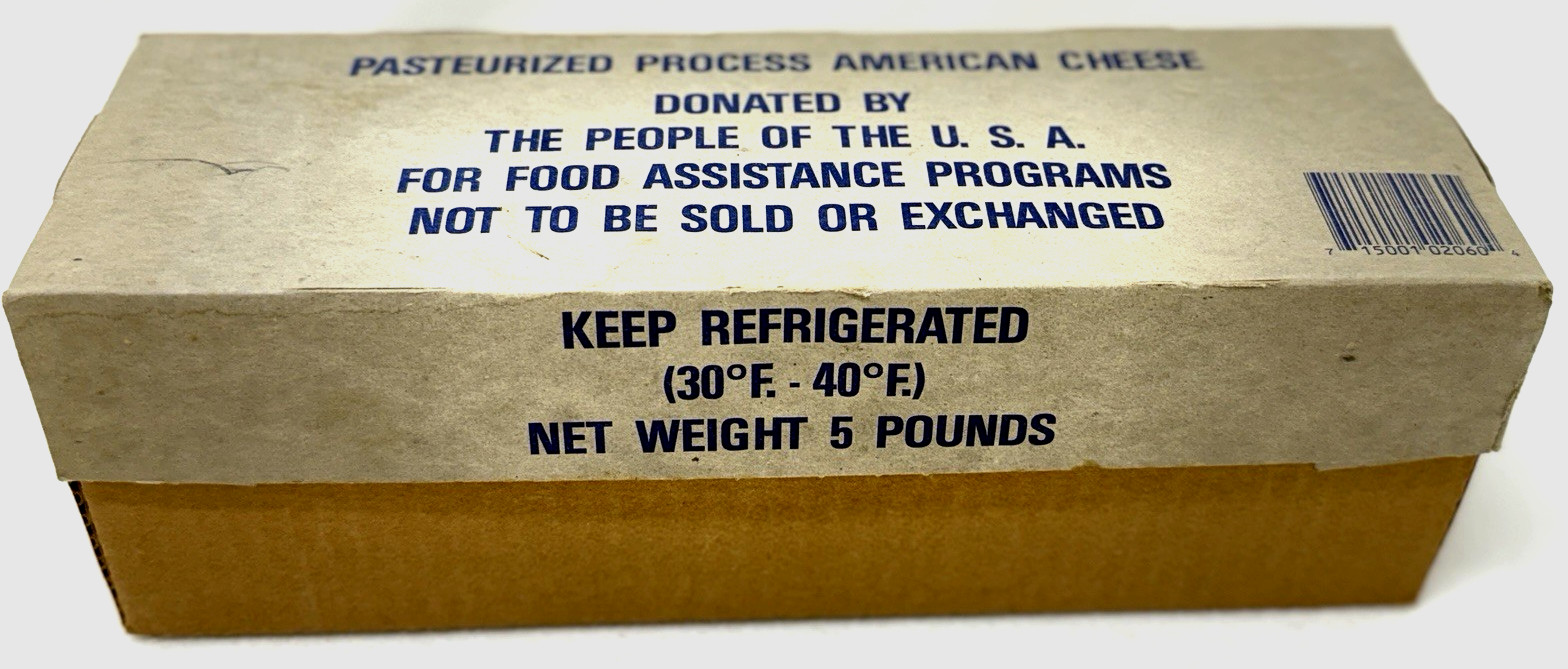 PASTEURIZED PROCESS AMERICAN CHEESE
DONATED BY
THE PEOPLE OF THE U. S. A.
FOR FOOD ASSISTANCE PROGRAMS
NOT TO BE SOLD OR EXCHANGED
7 15001 02060 4
KEEP REFRIGERATED
(30°F. - 40°F.)
NET WEIGHT 5 POUNDS